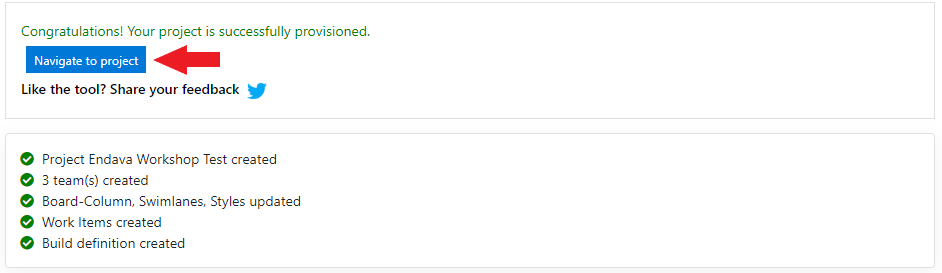 Congratulations! Your project is successfully provisioned.
Navigate to project
Like the tool? Share your feedback
Project Endava Workshop Test created
3 team(s) created
Board-Column, Swimlanes, Styles updated
Work Items created
Build definition created